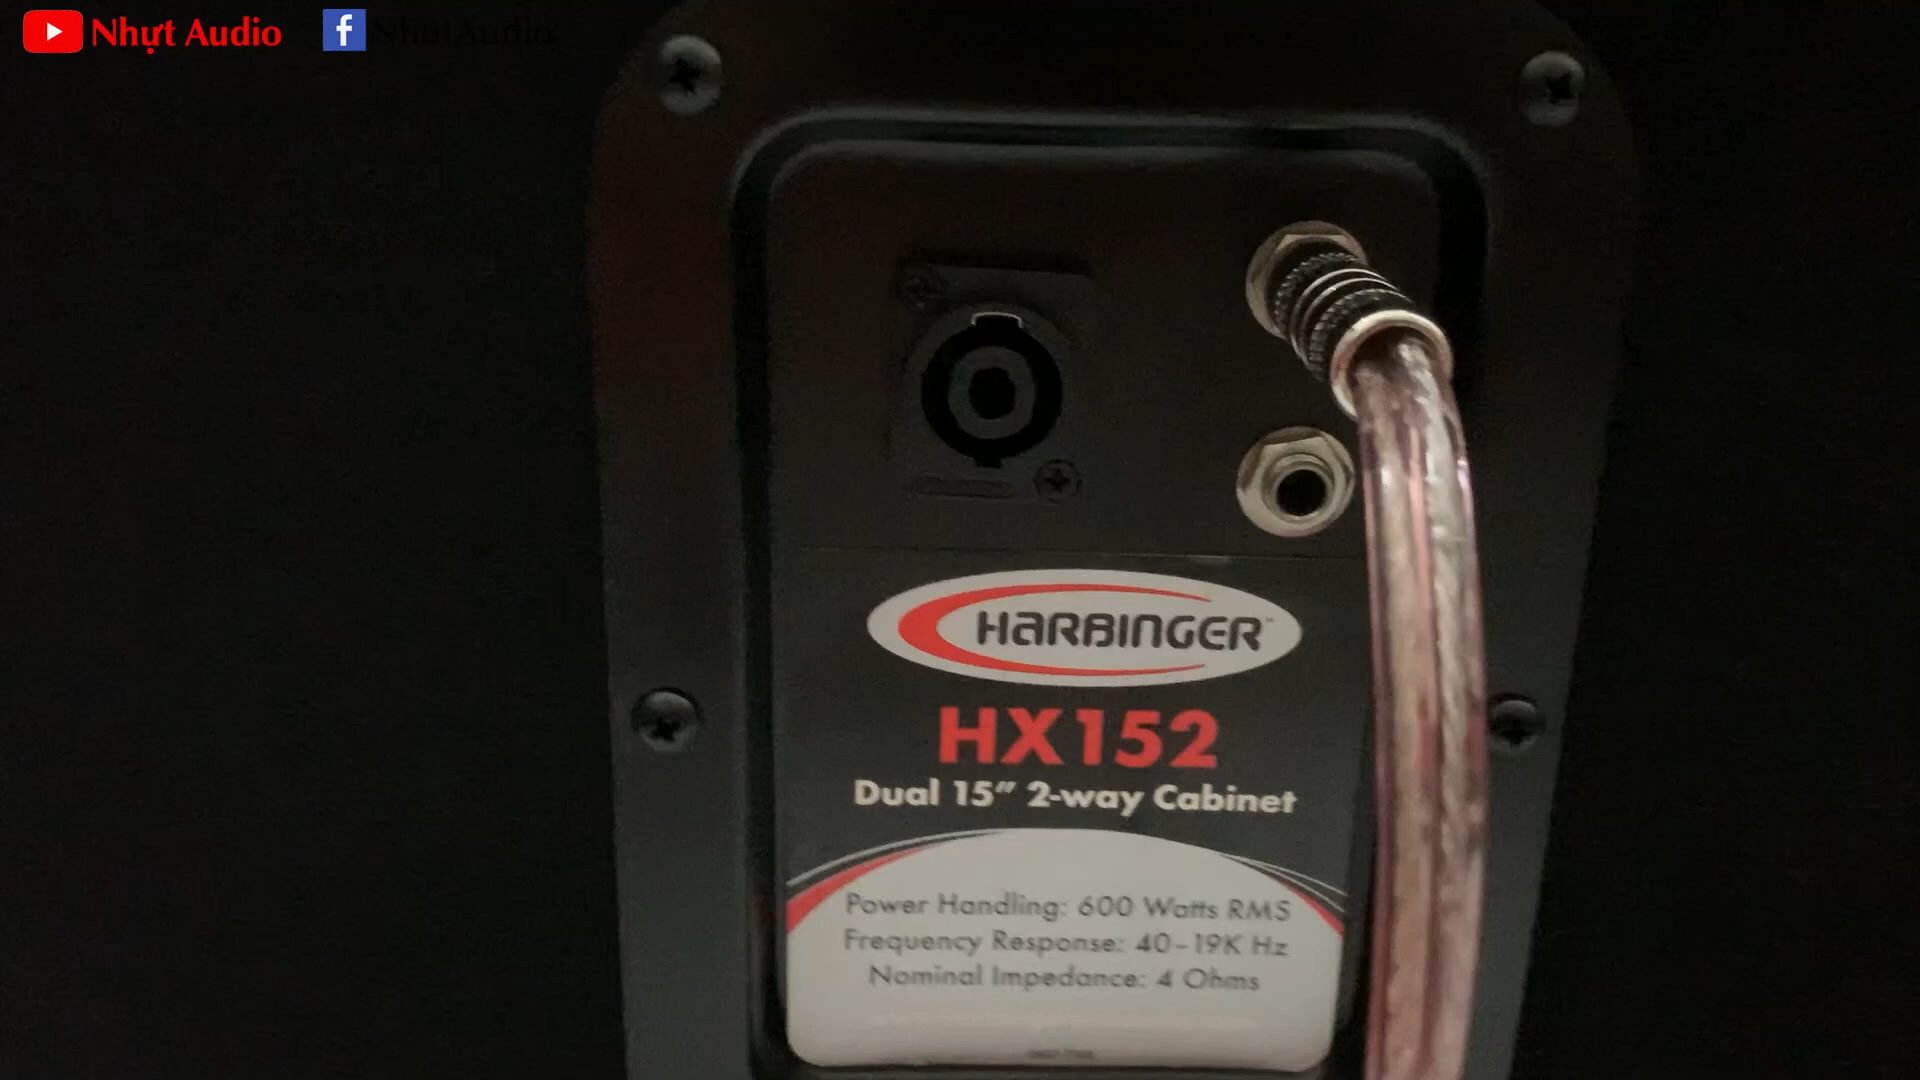 Nhựt Audio
NhutAudio
HARBINGER
HX152
Dual 15” 2-way Cabinet
Power Handling: 600 Watts RMS
Frequency Response: 40-19K Hz
Nominal Impedance: 4 Ohms